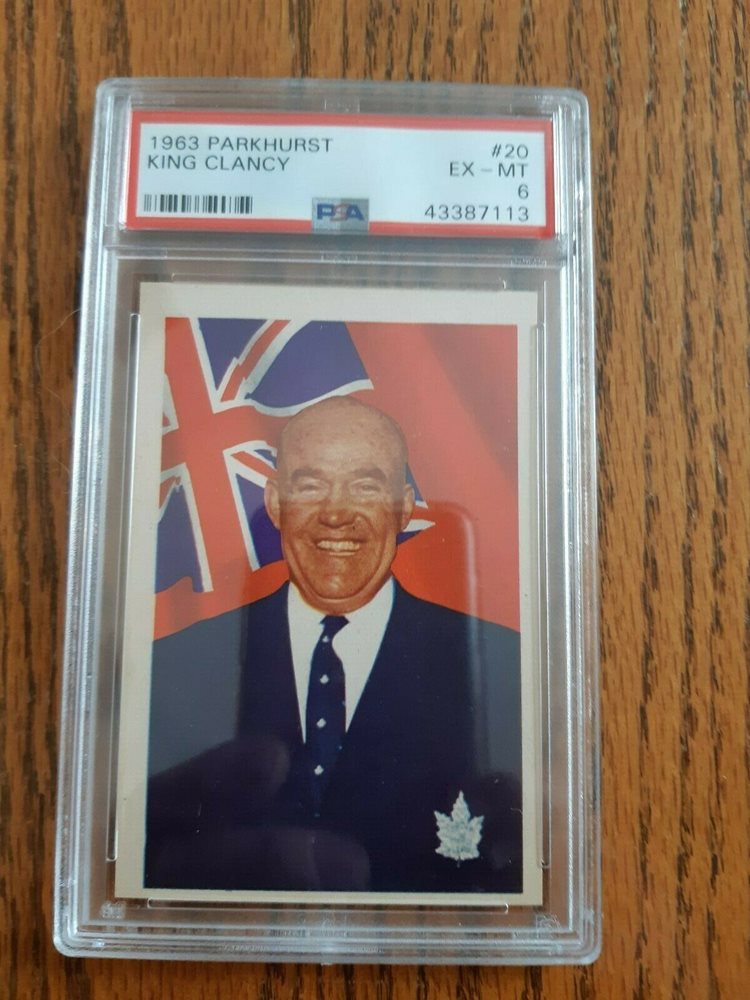 1963 PARKHURST
KING CLANCY
#20
EX - MT
6
PSA
43387113